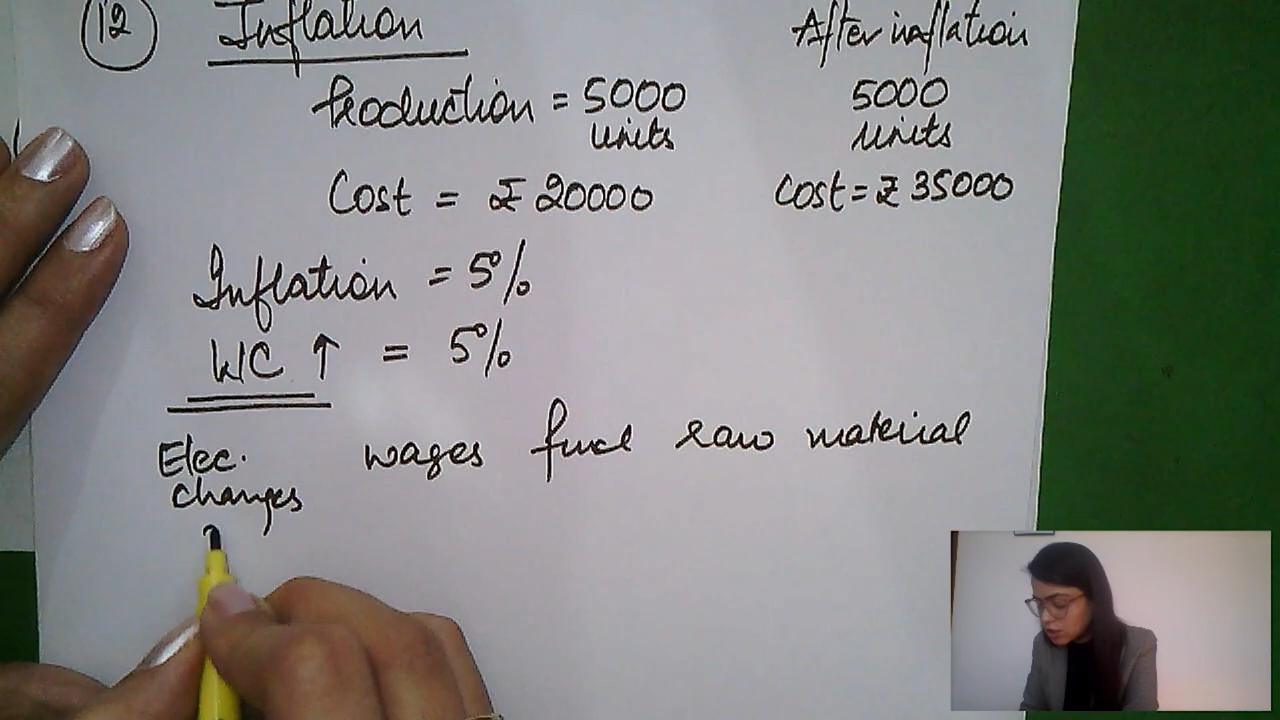 12 Inflation
After inflation
Production = 5000 units
5000 units
Cost = ₹ 20000
Cost = ₹ 35000
Inflation = 5%
WC ↑ = 5%
Elec. changes
wages fuel raw material